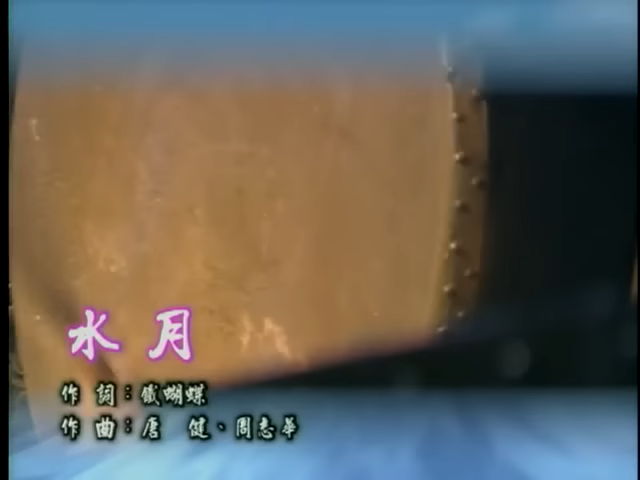 水月
作詞：鐵蝴蝶
作曲：唐 健、周志華